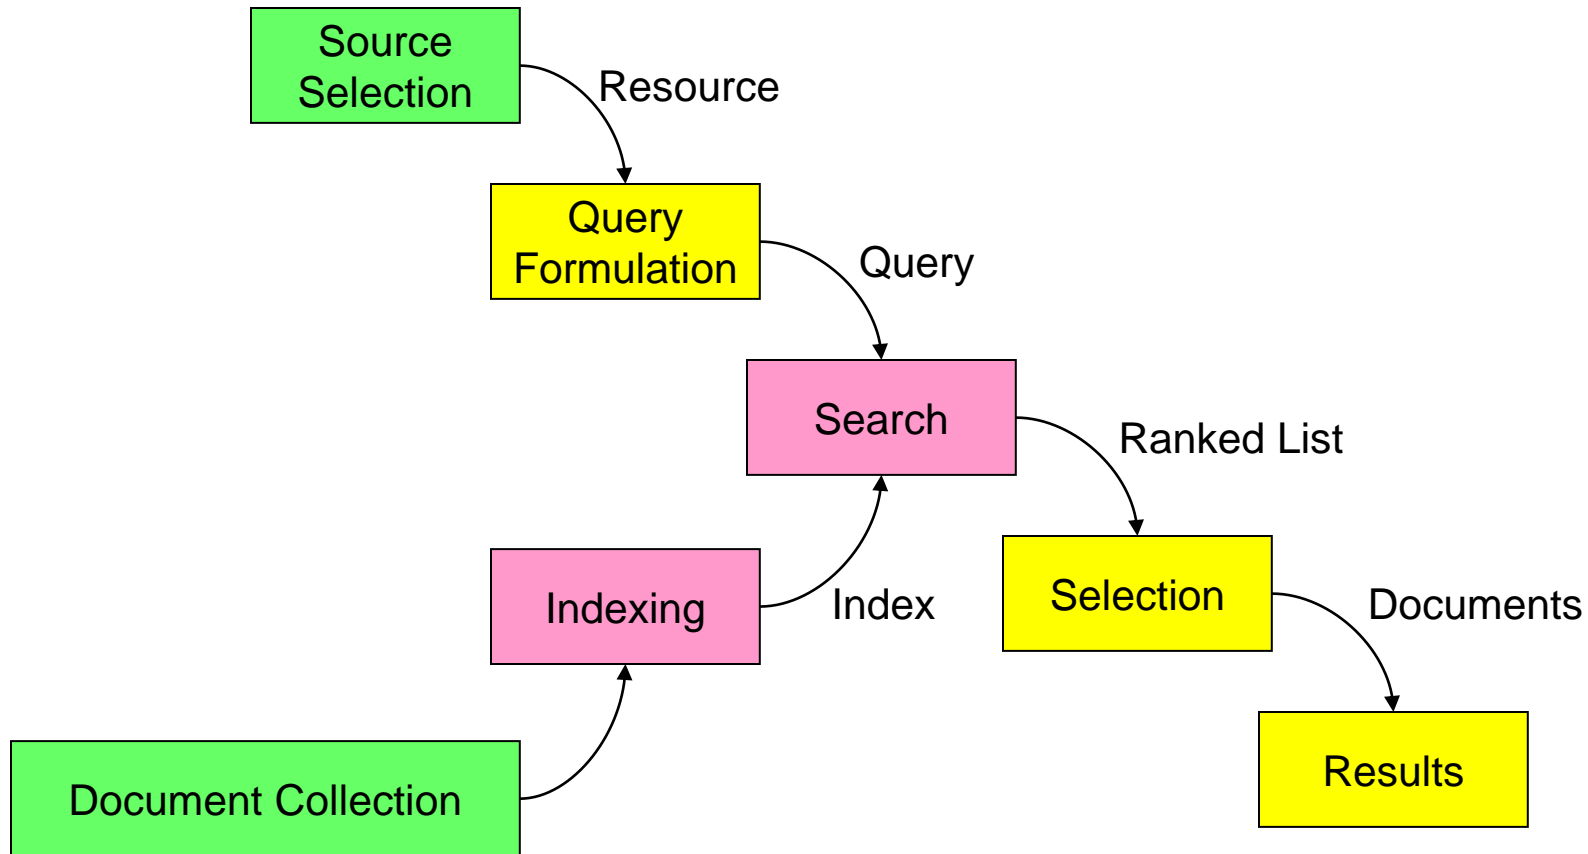 Source
Selection
Resource
Query
Formulation
Query
Search
Ranked List
Indexing
Index
Selection
Documents
Document Collection
Results